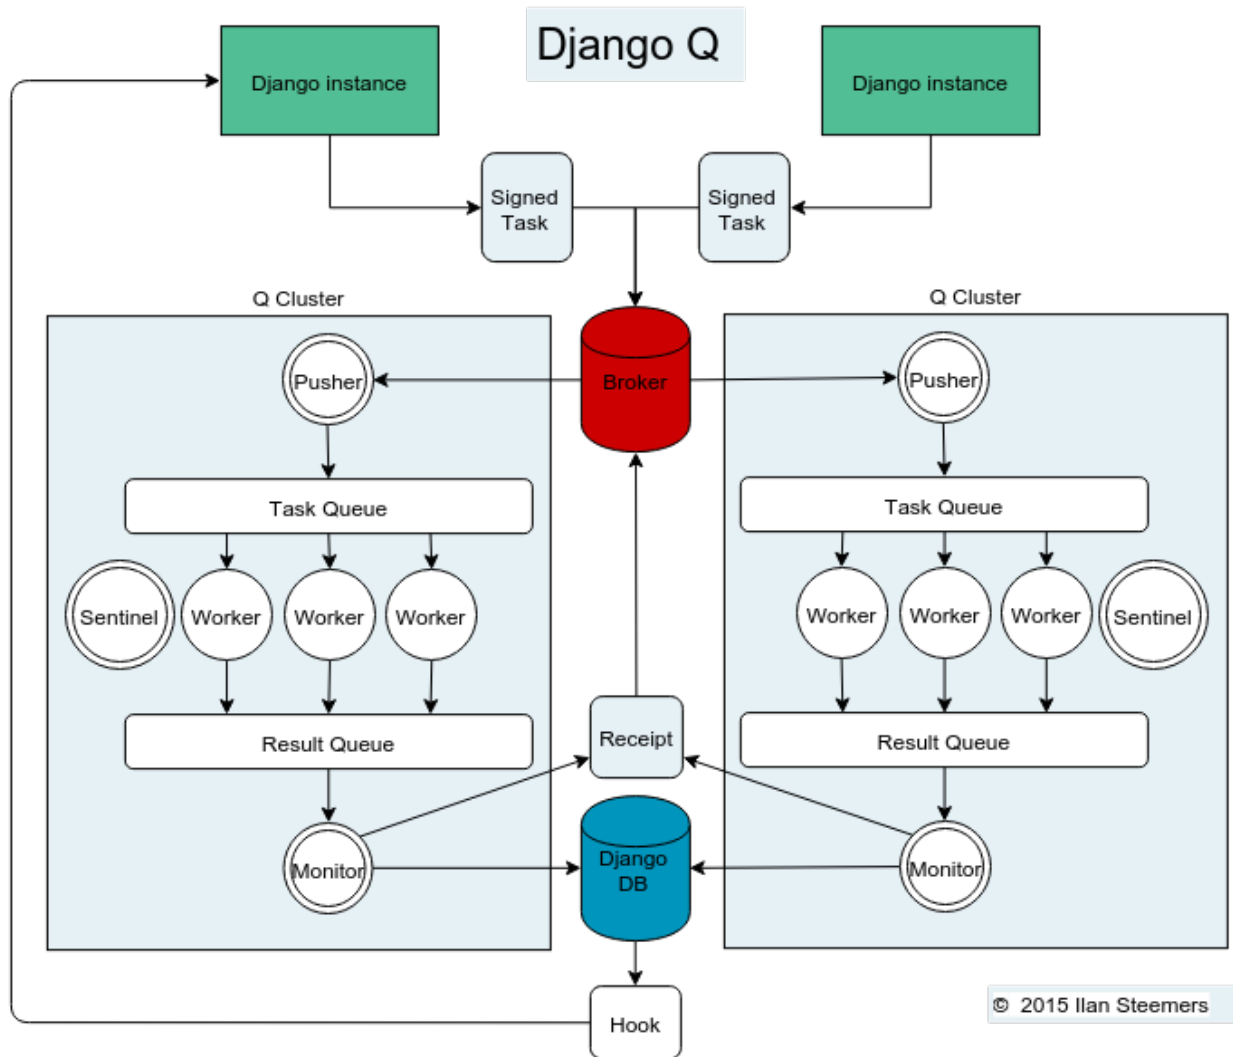 Django Q
Django instance
Django instance
Signed
Task
Signed
Task
Q Cluster
Q Cluster
Pusher
Broker
Pusher
Task Queue
Task Queue
Sentinel
Worker
Worker
Worker
Worker
Worker
Worker
Sentinel
Result Queue
Receipt
Result Queue
Monitor
Django
DB
Monitor
Hook
© 2015 Ilan Steemers